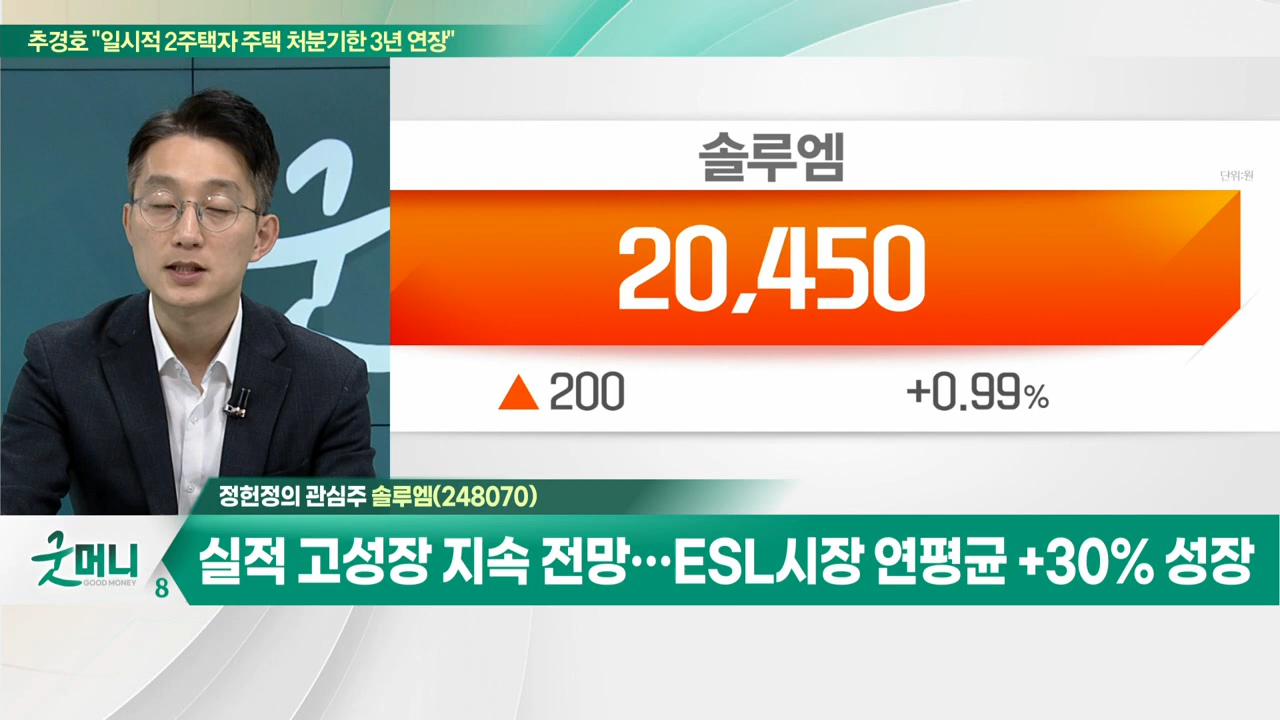 추경호 "일시적 2주택자 주택 처분기한 3년 연장"
솔루엠
단위:원
20,450
▲ 200 +0.99%
정헌정의 관심주 솔루엠(248070)
굿머니
GOOD MONEY
8
실적 고성장 지속 전망…ESL시장 연평균 +30% 성장